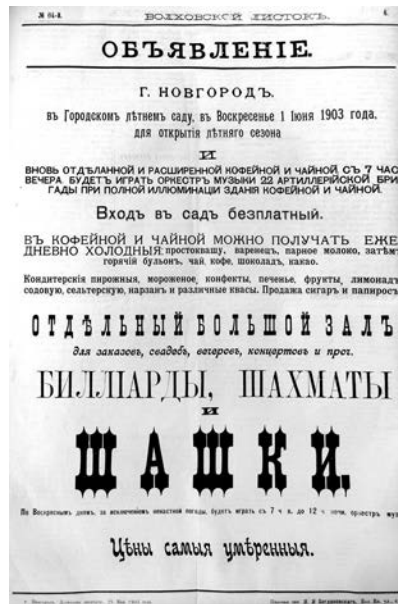 ВОЛХОВСКОЙ ЛИСТОКЪ.
ОБЪЯВЛЕНІЕ.
Г. НОВГОРОДЪ.
въ Городскомъ лѣтнемъ саду, въ Воскресенье 1 Іюня 1903 года,
для открытія лѣтняго сезона
И
ВНОВЬ ОТДѢЛАННОЙ И РАСШИРЕННОЙ КОФЕЙНОЙ И ЧАЙНОЙ, СЪ 7 ЧАС
ВЕЧЕРА БУДЕТЪ ИГРАТЬ ОРКЕСТРЪ МУЗЫКИ 22 АРТИЛЛЕРІЙСКОЙ БРИ
ГАДЫ ПРИ ПОЛНОЙ ИЛЛЮМИНАЦІИ ЗДАНІЯ КОФЕЙНОЙ И ЧАЙНОЙ.
Входъ въ садъ безплатный.
ВЪ КОФЕЙНОЙ И ЧАЙНОЙ МОЖНО ПОЛУЧАТЬ ЕЖЕ
ДНЕВНО ХОЛОДНЫЯ: простоквашу, варенецъ, парное молоко, затѣмъ
горячій бульонъ, чай, кофе, шоколадъ, какао.
Кондитерскія пирожныя, мороженое, конфекты, печенье, фрукты, лимонадъ
содовую, сельтерскую, нарзанъ и различные квасы. Продажа сигаръ и папиросъ
ОТДѢЛЬНЫЙ БОЛЬШОЙ ЗАЛЪ
для заказовъ, свадебъ, вечеровъ, концертовъ и проч.
БИЛЛІАРДЫ, ШАХМАТЫ
И
ШАШКИ.
По Воскреснымъ днямъ, за исключеніемъ ненастной погоды, будетъ играть съ 7 ч. в. до 12 ч. ночи, оркестръ муз
Цѣны самыя умѣренныя.